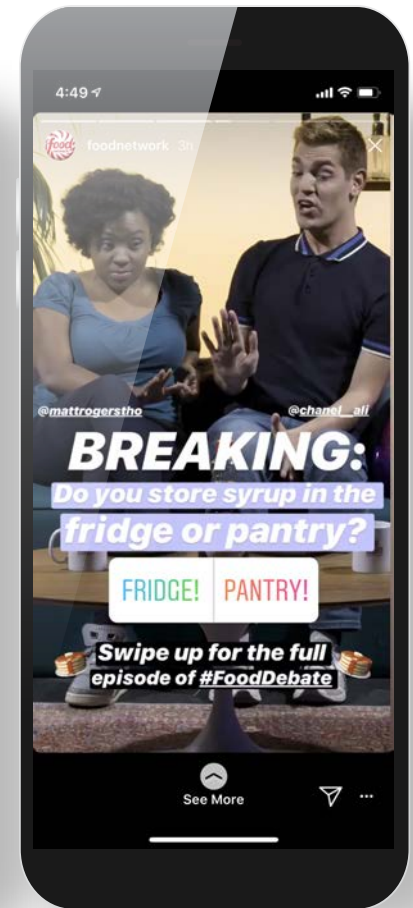 4:49
food
foodnetwork 3h
@mattrogerstho
@chanel_ali
BREAKING:
Do you store syrup in the
fridge or pantry?
FRIDGE!
PANTRY!
Swipe up for the full
episode of #FoodDebate
See More